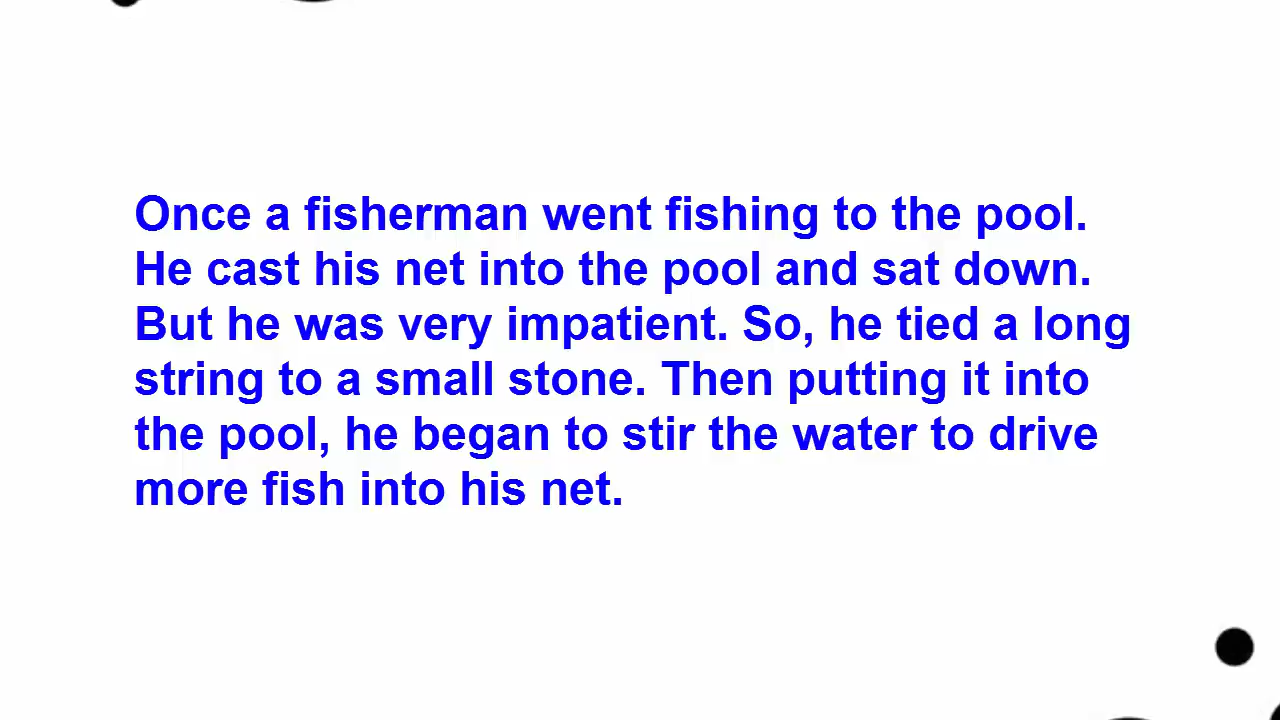 Once a fisherman went fishing to the pool.
He cast his net into the pool and sat down.
But he was very impatient. So, he tied a long
string to a small stone. Then putting it into
the pool, he began to stir the water to drive
more fish into his net.